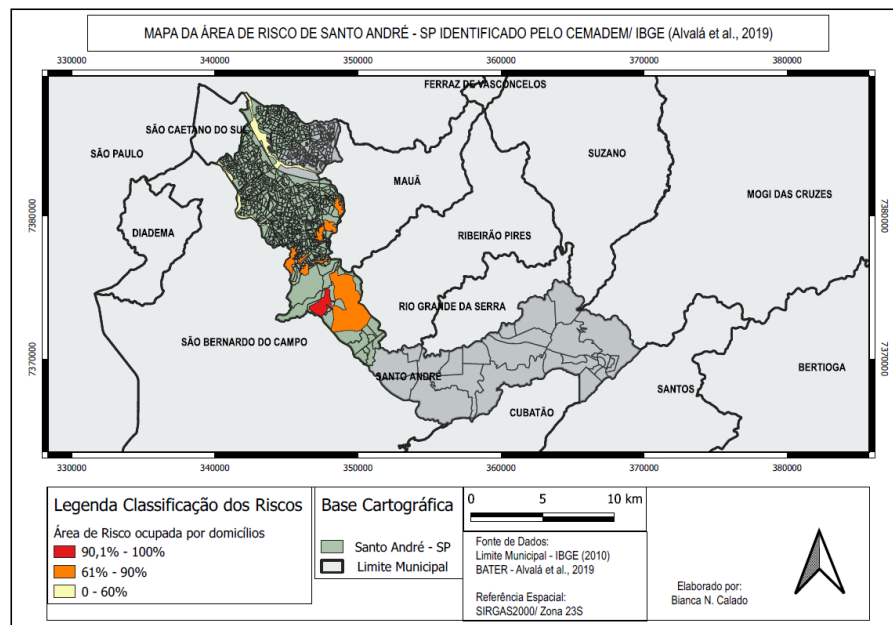 MAPA DA ÁREA DE RISCO DE SANTO ANDRÉ - SP IDENTIFICADO PELO CEMADEM/ IBGE (Alvalá et al., 2019)
330000 340000 350000 360000 370000 380000
FERRAZ DE VASCONCELOS
SÃO CAETANO DO SUL
SÃO PAULO
SUZANO
MAUÁ
MOGI DAS CRUZES
7380000 7380000
DIADEMA
RIBEIRÃO PIRES
RIO GRANDE DA SERRA
SÃO BERNARDO DO CAMPO
7370000 7370000
BERTIOGA
SANTO ANDRÉ
SANTOS
CUBATÃO
330000 340000 350000 360000 370000 380000
Legenda Classificação dos Riscos
Área de Risco ocupada por domicílios
90,1% - 100%
61% - 90%
0 - 60%
Base Cartográfica
Santo André - SP
Limite Municipal
0 5 10 km
Fonte de Dados:
Limite Municipal - IBGE (2010)
BATER - Alvalá et al., 2019
Referência Espacial:
SIRGAS2000/ Zona 23S
Elaborado por:
Bianca N. Calado